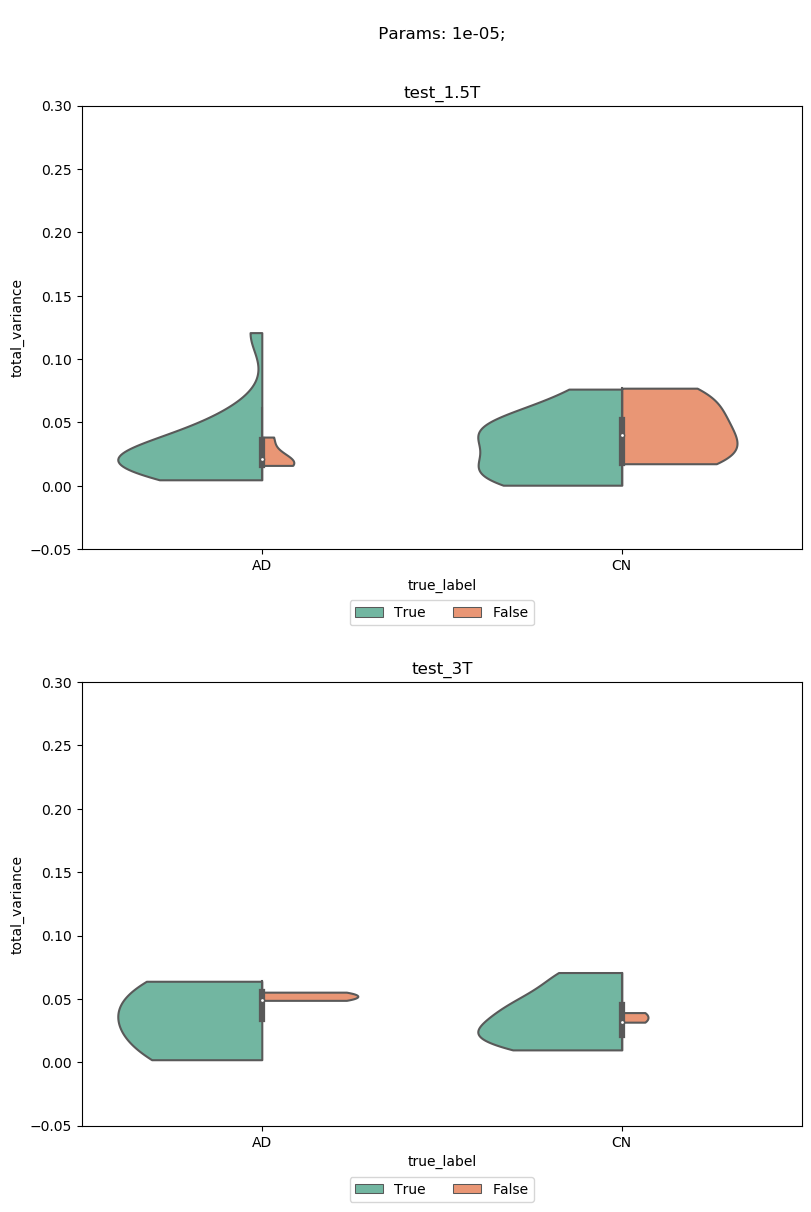 Params: 1e-05;
test_1.5T
0.30
0.25
0.20
0.15
0.10
0.05
0.00
−0.05
total_variance
AD CN
true_label
True False
test_3T
0.30
0.25
0.20
0.15
0.10
0.05
0.00
−0.05
total_variance
AD CN
true_label
True False